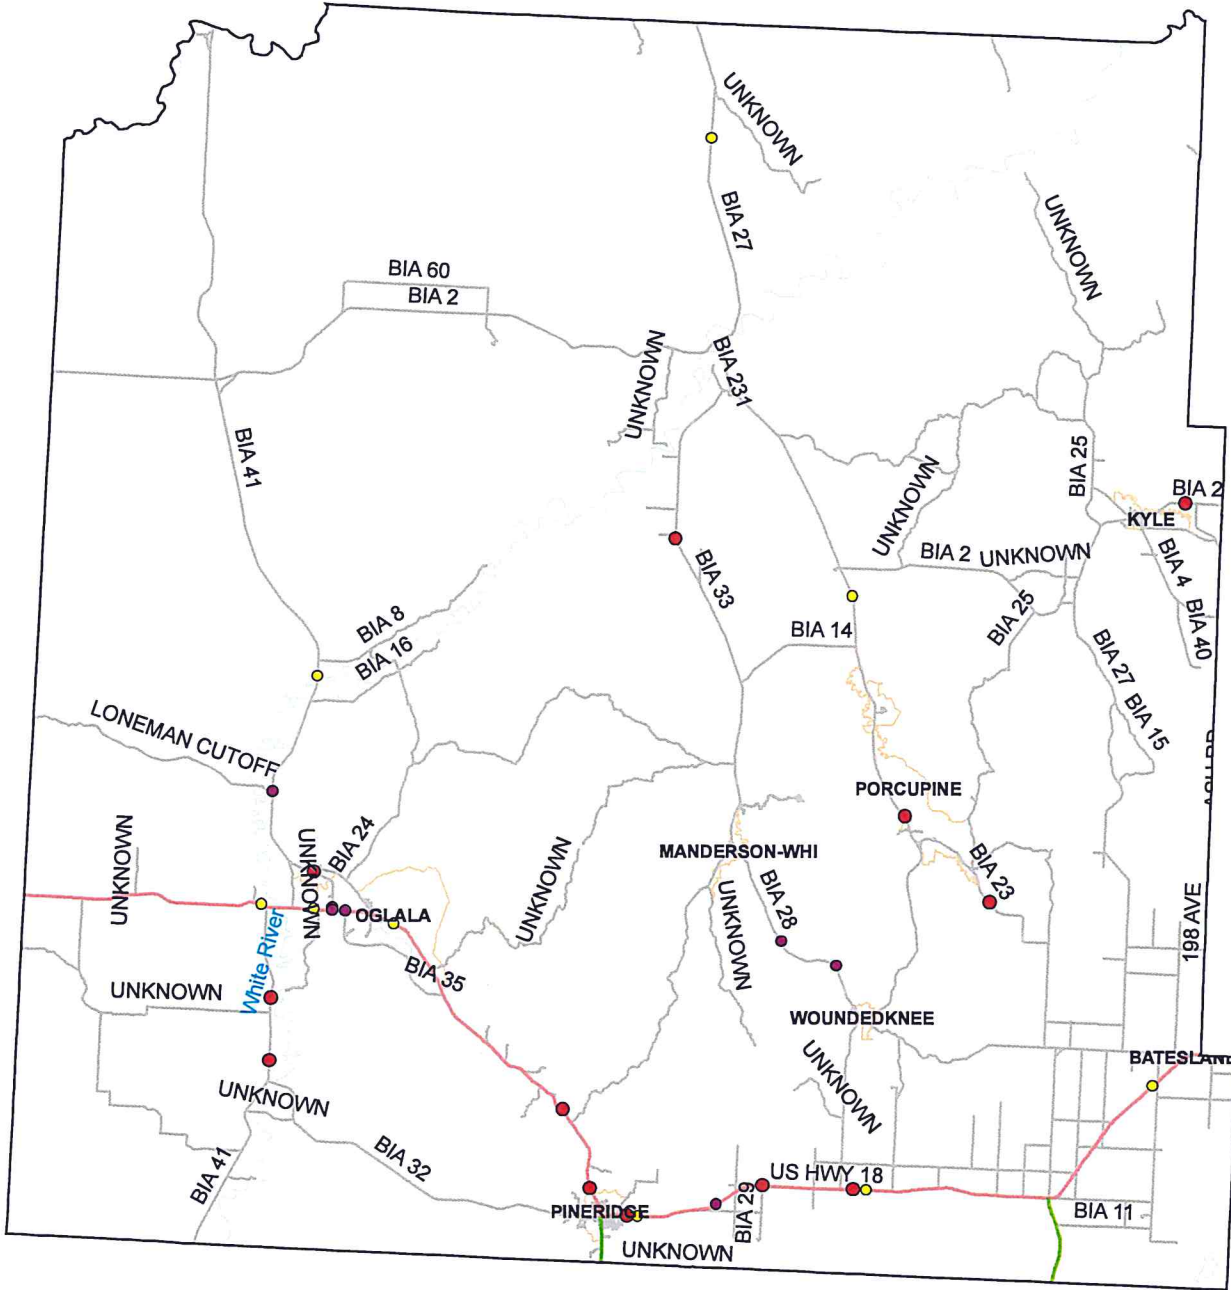 UNKNOWN
BIA 27
UNKNOWN
BIA 60
BIA 2
UNKNOWN
BIA 231
BIA 41
BIA 25
BIA 2
KYLE
UNKNOWN
BIA 2
UNKNOWN
BIA 4
BIA 33
BIA 25
BIA 40
BIA 8
BIA 14
BIA 16
BIA 27
BIA 15
LONEMAN CUTOFF
PORCUPINE
UNKNOWN
UNKNOWN
BIA 24
MANDERSON-WHI
BIA 23
UNKNOWN
BIA 28
UNKNOWN
OGLALA
198 AVE
White River
BIA 35
UNKNOWN
WOUNDEDKNEE
BATESLAND
UNKNOWN
UNKNOWN
BIA 32
BIA 41
US HWY 18
BIA 29
PINERIDGE
BIA 11
UNKNOWN